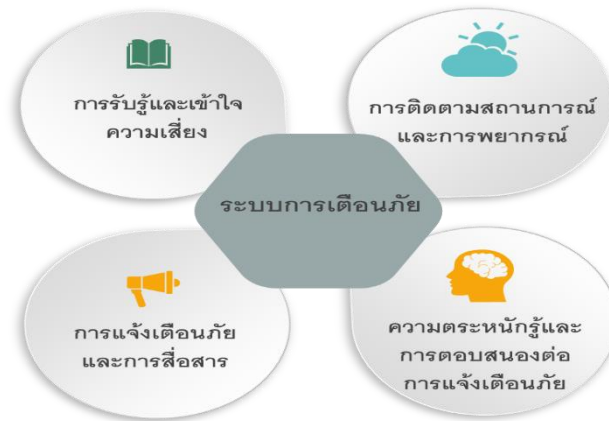 การรับรู้และเข้าใจ
ความเสี่ยง
การติดตามสถานการณ์
และการพยากรณ์
ระบบการเตือนภัย
การแจ้งเตือนภัย
และการสื่อสาร
ความตระหนักรู้และ
การตอบสนองต่อ
การแจ้งเตือนภัย